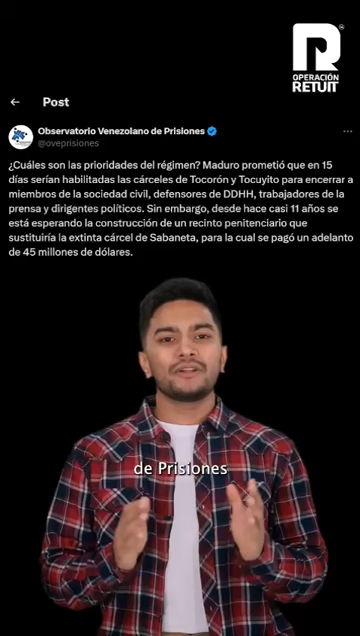 OPERACIÓN
RETUIT
Post
Observatorio Venezolano de Prisiones
@oveprisiones
¿Cuáles son las prioridades del régimen? Maduro prometió que en 15
días serían habilitadas las cárceles de Tocorón y Tocuyito para encerrar a
miembros de la sociedad civil, defensores de DDHH, trabajadores de la
prensa y dirigentes políticos. Sin embargo, desde hace casi 11 años se
está esperando la construcción de un recinto penitenciario que
sustituiría la extinta cárcel de Sabaneta, para la cual se pagó un adelanto
de 45 millones de dólares.
de Prisiones